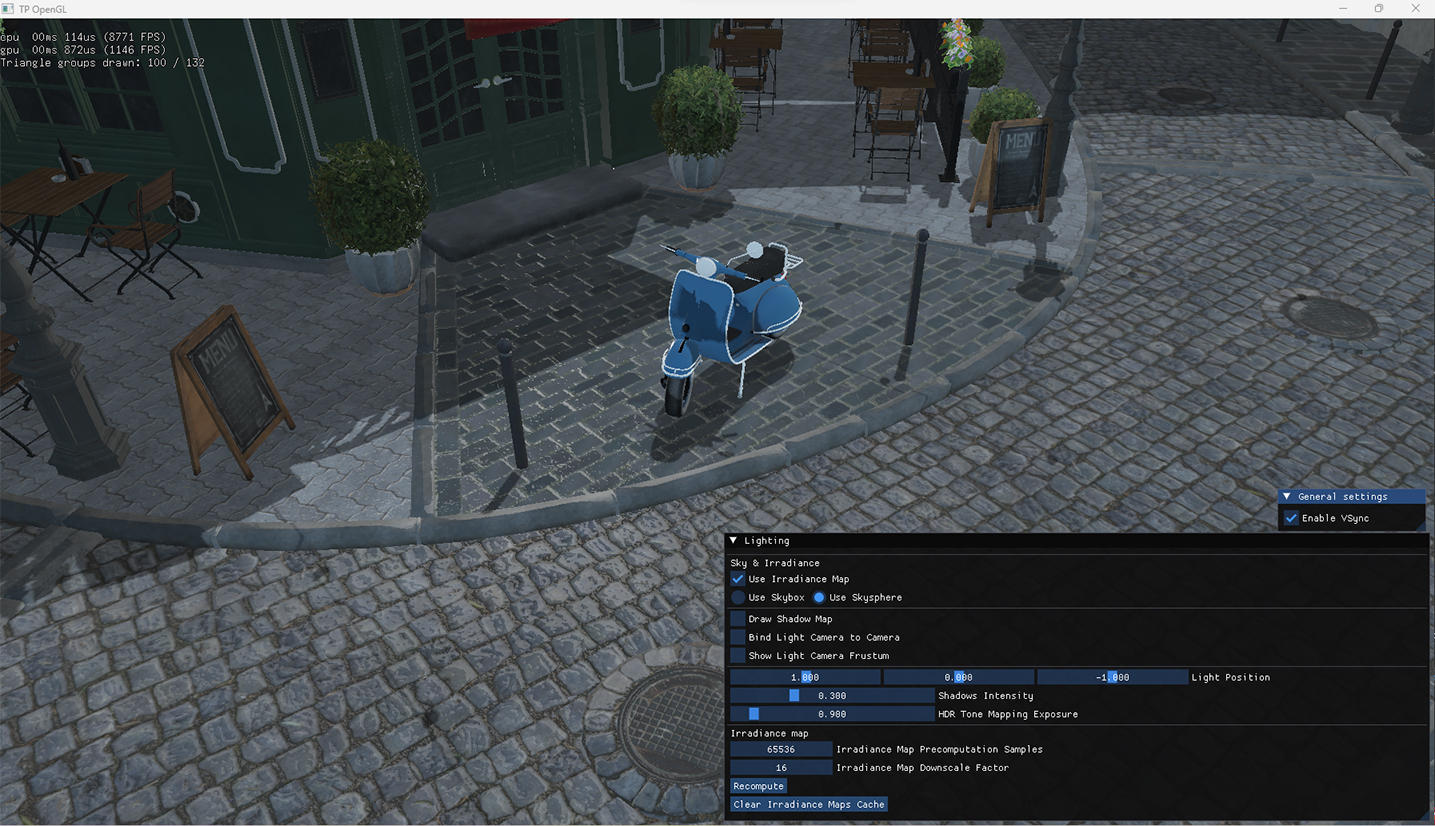 TP OpenGL
cpu 00ms 114us (8771 FPS)
gpu 00ms 872us (1146 FPS)
Triangle groups drawn: 100 / 132
MENU
MENU
General settings
Enable VSync
Lighting
Sky & Irradiance
Use Irradiance Map
Use Skybox Use Skysphere
Draw Shadow Map
Bind Light Camera to Camera
Show Light Camera Frustum
1.000 0.000 -1.000 Light Position
0.300 Shadows Intensity
0.900 HDR Tone Mapping Exposure
Irradiance map
65536 Irradiance Map Precomputation Samples
16 Irradiance Map Downscale Factor
Recompute
Clear Irradiance Maps Cache